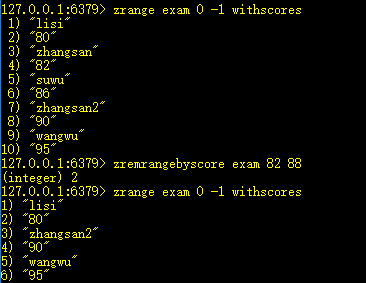 127.0.0.1:6379> zrange exam 0 -1 withscores
1) "lisi"
2) "80"
3) "zhangsan"
4) "82"
5) "suwu"
6) "86"
7) "zhangsan2"
8) "90"
9) "wangwu"
10) "95"
127.0.0.1:6379> zremrangebyscore exam 82 88
(integer) 2
127.0.0.1:6379> zrange exam 0 -1 withscores
1) "lisi"
2) "80"
3) "zhangsan2"
4) "90"
5) "wangwu"
6) "95"